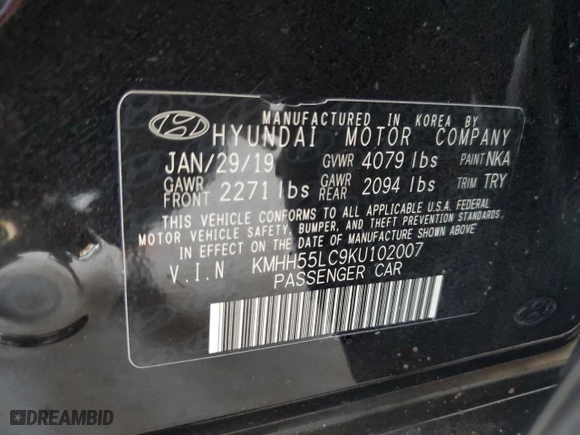 MANUFACTURED IN KOREA BY
HYUNDAI MOTOR COMPANY
JAN/29/19 GVWR 4079 lbs PAINT NKA
GAWR FRONT 2271 lbs GAWR REAR 2094 lbs TRIM TRY
THIS VEHICLE CONFORMS TO ALL APPLICABLE U.S.A. FEDERAL
MOTOR VEHICLE SAFETY, BUMPER, AND THEFT PREVENTION STANDARDS
IN EFFECT ON THE DATE OF MANUFACTURE SHOWN ABOVE
V.I.N KMHH55LC9KU102007
PASSENGER CAR
DREAMBID